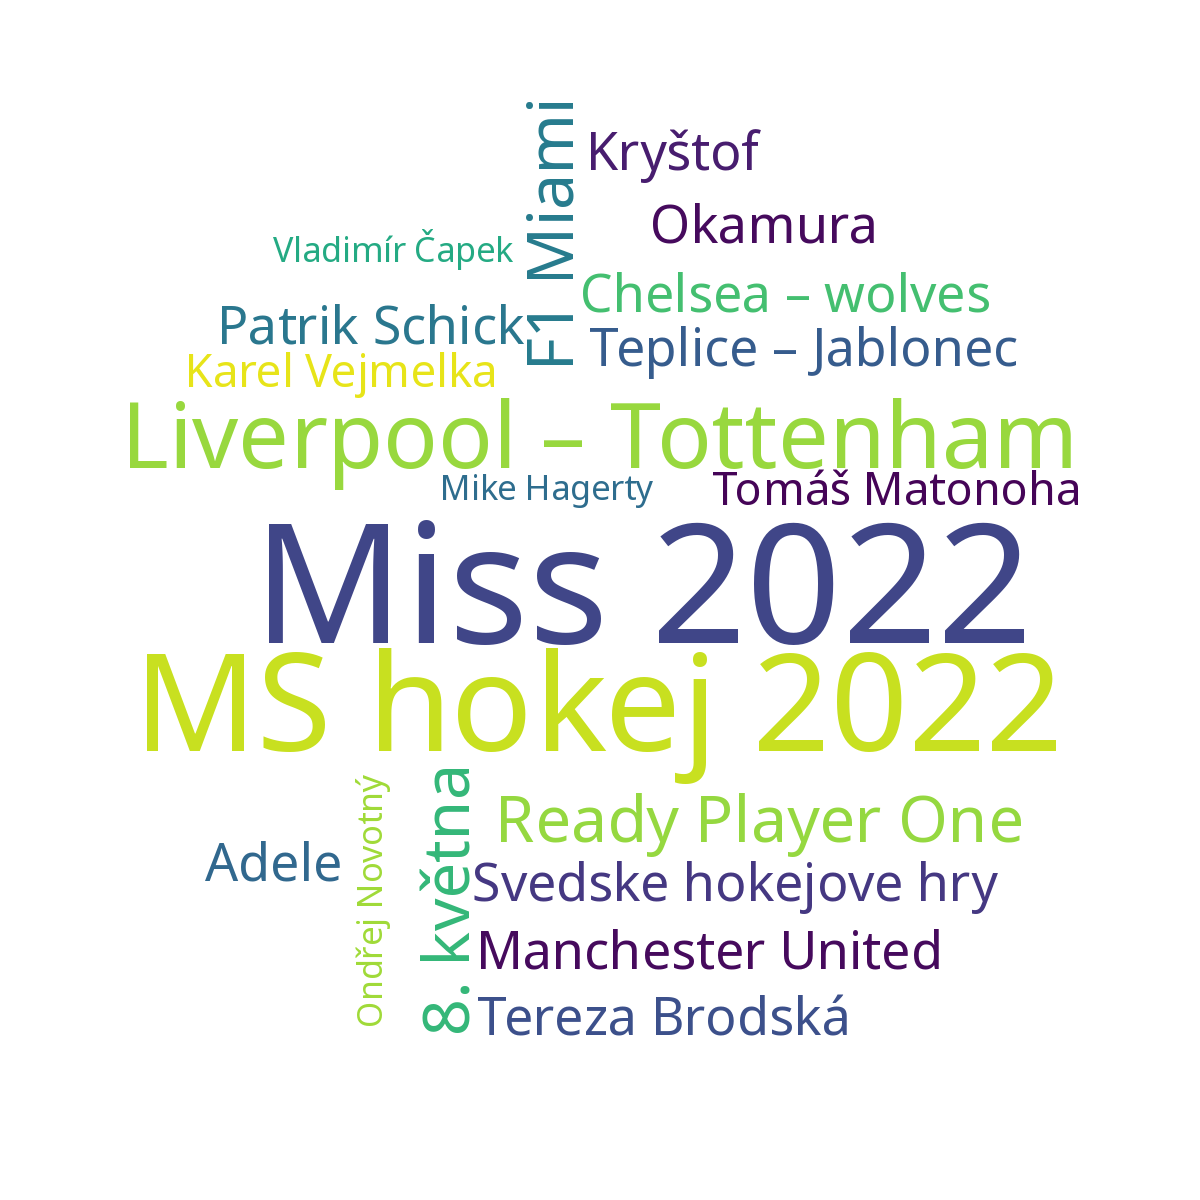 F1 Miami
Kryštof
Okamura
Vladimír Čapek
Chelsea – wolves
Patrik Schick
Teplice – Jablonec
Karel Vejmelka
Liverpool – Tottenham
Mike Hagerty
Tomáš Matonoha
Miss 2022
MS hokej 2022
8. května
Ondřej Novotný
Ready Player One
Adele
Svedske hokejove hry
Manchester United
Tereza Brodská